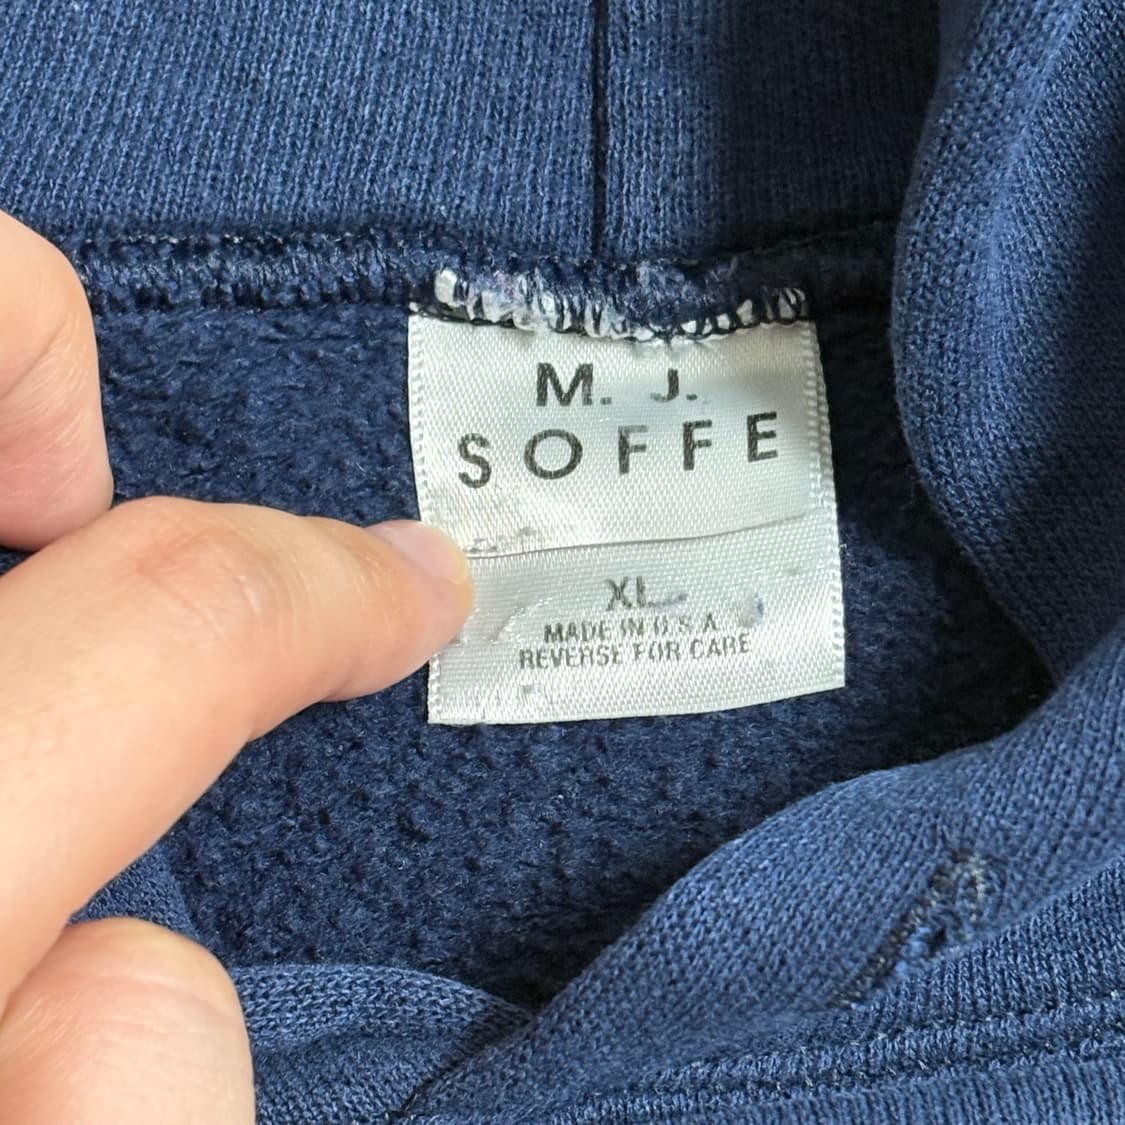 M. J.
SOFFE
XL
MADE IN U.S.A.
REVERSE FOR CARE